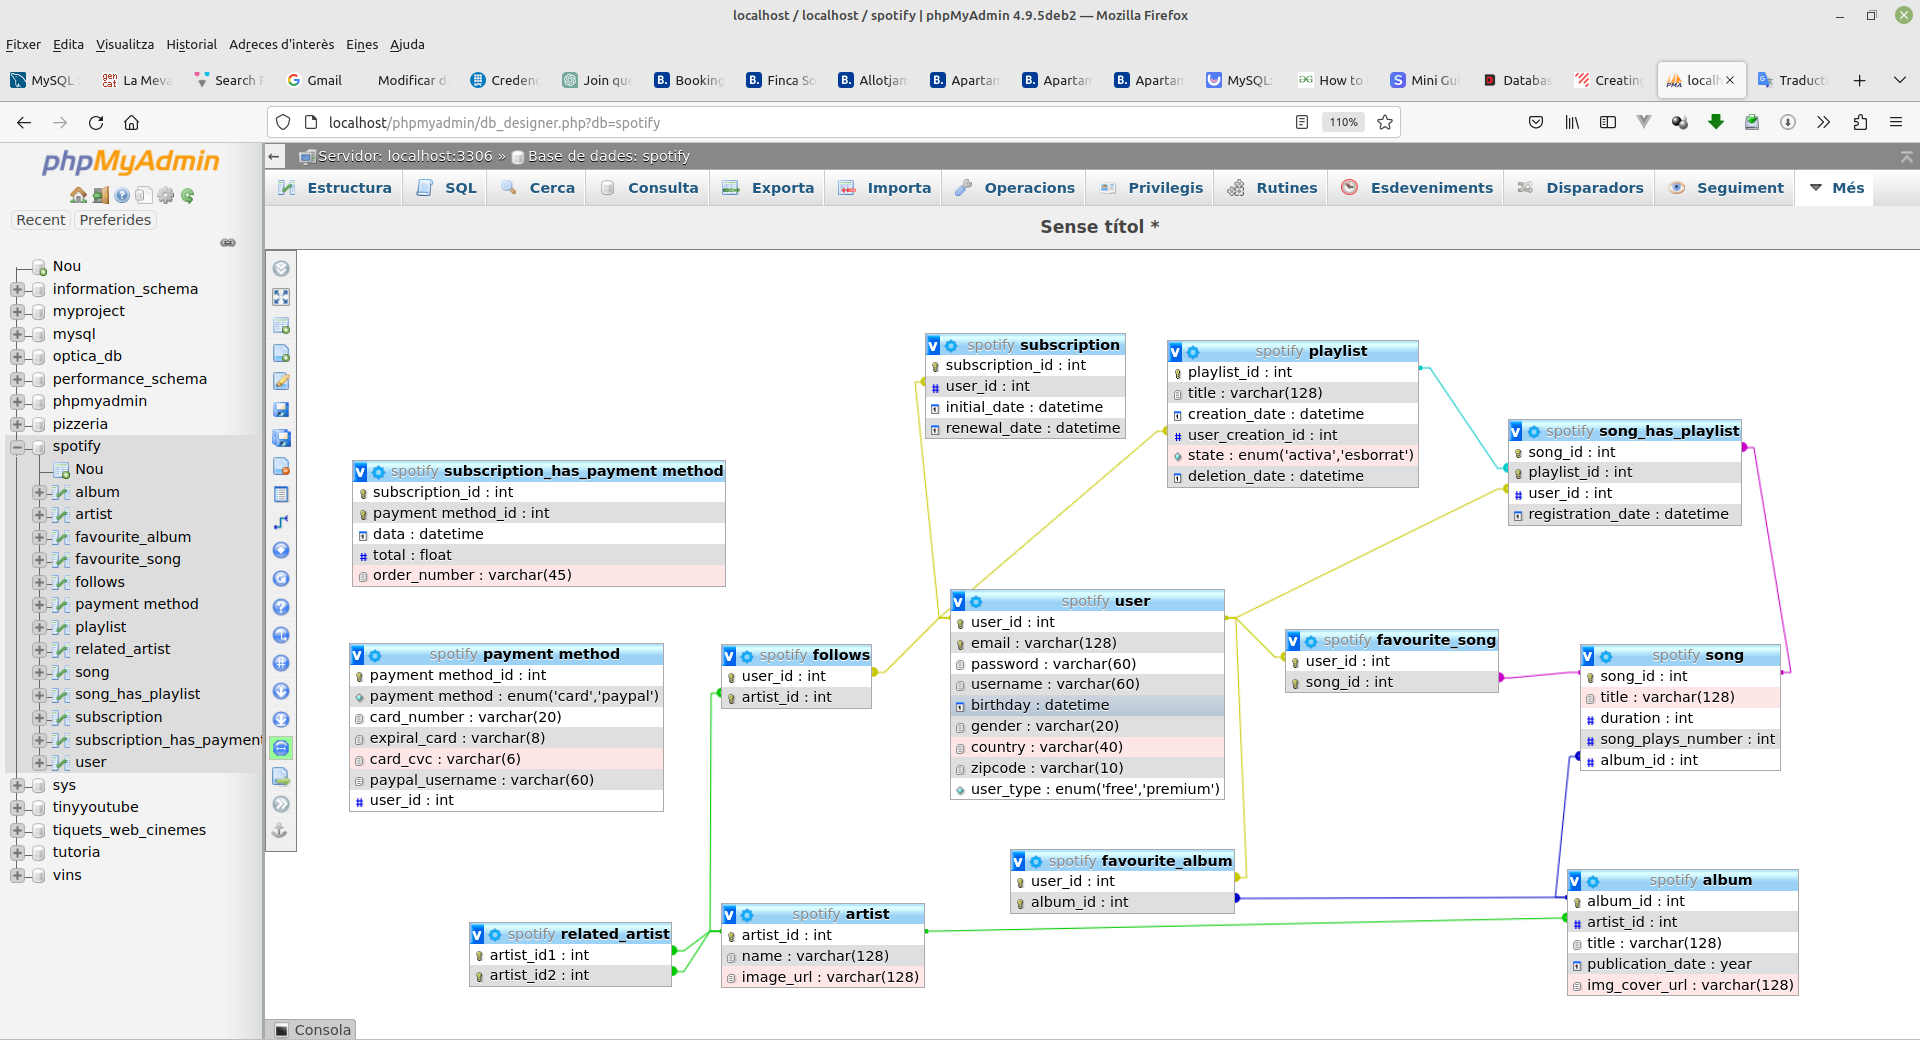 localhost / localhost / spotify | phpMyAdmin 4.9.5deb2 — Mozilla Firefox
Fitxer Edita Visualitza Historial Adreces d'interès Eines Ajuda
MySQL La Meva Search Gmail Modificar Creden Join Booking Finca Allotjam Apartan Apartan Apartan MySQL How to Mini Databas Creating localh Traduct
localhost/phpmyadmin/db_designer.php?db=spotify 110%
phpMyAdmin
Recent Preferides
Nou
information_schema
myproject
mysql
optica_db
performance_schema
phpmyadmin
pizzeria
spotify
Nou
album
artist
favourite_album
favourite_song
follows
payment method
playlist
related_artist
song
song_has_playlist
subscription
subscription_has_payment
user
sys
tinyyoutube
tiquets_web_cinemes
tutoria
vins
Servidor: localhost:3306 » Base de dades: spotify
Estructura SQL Cerca Consulta Exporta Importa Operacions Privilegis Rutines Esdeveniments Disparadors Seguiment Més
Sense títol *
spotify subscription
subscription_id : int
user_id : int
initial_date : datetime
renewal_date : datetime
spotify playlist
playlist_id : int
title : varchar(128)
creation_date : datetime
user_creation_id : int
state : enum('activa','esborrat')
deletion_date : datetime
spotify song_has_playlist
song_id : int
playlist_id : int
user_id : int
registration_date : datetime
spotify subscription_has_payment method
subscription_id : int
payment method_id : int
data : datetime
total : float
order_number : varchar(45)
spotify payment method
payment method_id : int
payment method : enum('card','paypal')
card_number : varchar(20)
expiral_card : varchar(8)
card_cvc : varchar(6)
paypal_username : varchar(60)
user_id : int
spotify follows
user_id : int
artist_id : int
spotify user
user_id : int
email : varchar(128)
password : varchar(60)
username : varchar(60)
birthday : datetime
gender : varchar(20)
country : varchar(40)
zipcode : varchar(10)
user_type : enum('free','premium')
spotify favourite_song
user_id : int
song_id : int
spotify song
song_id : int
title : varchar(128)
duration : int
song_plays_number : int
album_id : int
spotify favourite_album
user_id : int
album_id : int
spotify album
album_id : int
artist_id : int
title : varchar(128)
publication_date : year
img_cover_url : varchar(128)
spotify related_artist
artist_id1 : int
artist_id2 : int
spotify artist
artist_id : int
name : varchar(128)
image_url : varchar(128)
Consola